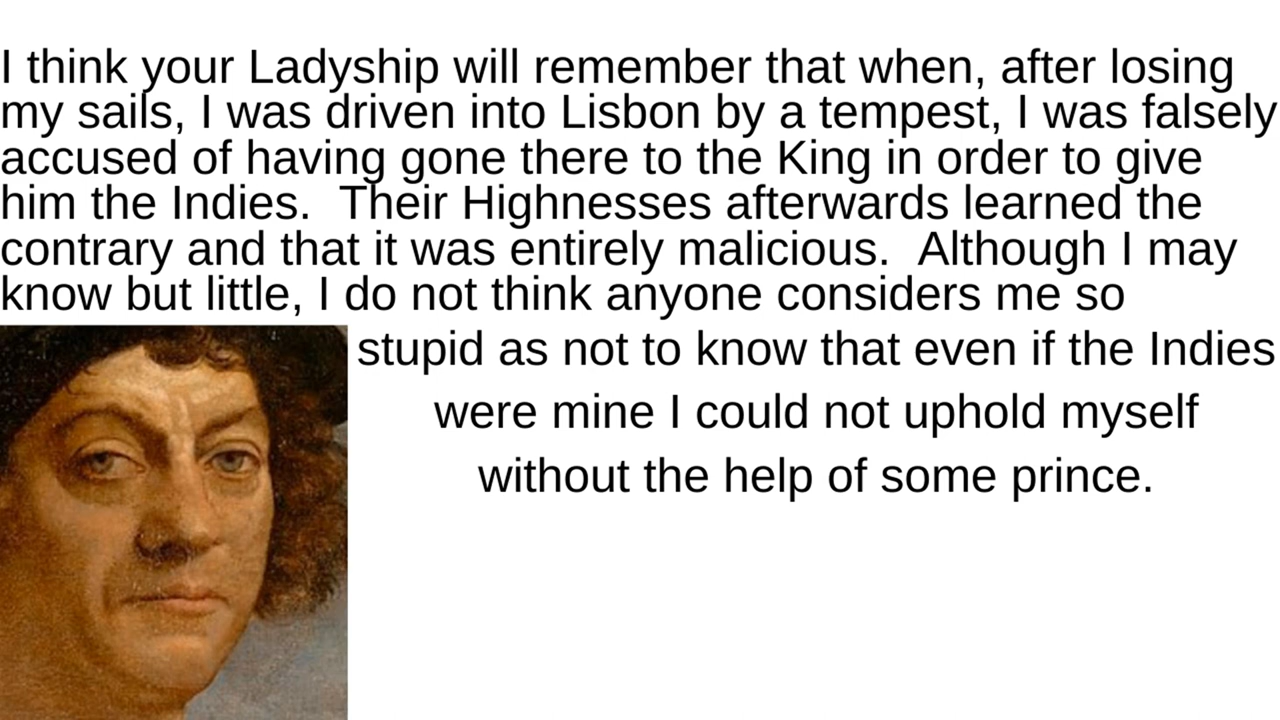 I think your Ladyship will remember that when, after losing
my sails, I was driven into Lisbon by a tempest, I was falsely
accused of having gone there to the King in order to give
him the Indies.  Their Highnesses afterwards learned the
contrary and that it was entirely malicious.  Although I may
know but little, I do not think anyone considers me so
stupid as not to know that even if the Indies
were mine I could not uphold myself
without the help of some prince.